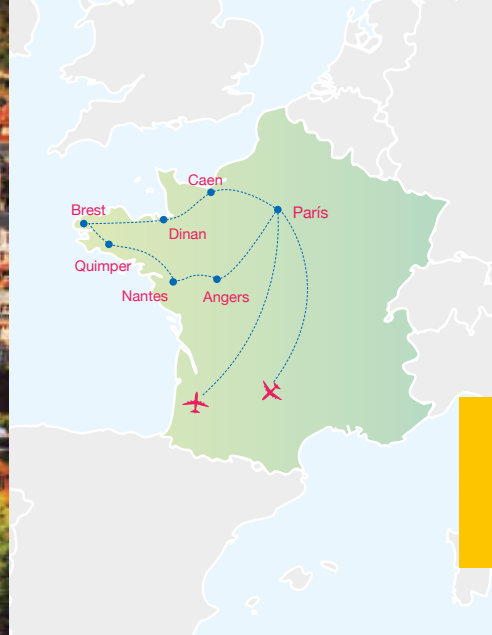 Caen
Brest
París
Dinan
Quimper
Nantes
Angers